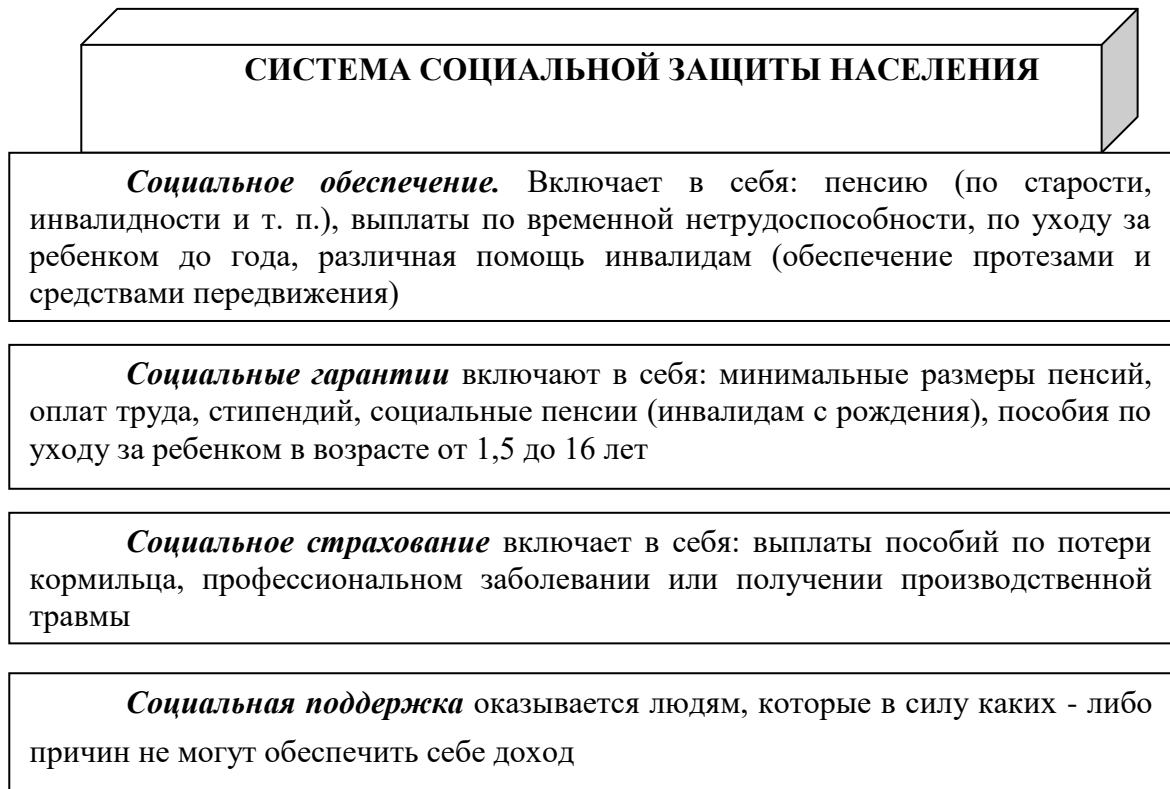 СИСТЕМА СОЦИАЛЬНОЙ ЗАЩИТЫ НАСЕЛЕНИЯ
Социальное обеспечение. Включает в себя: пенсию (по старости,
инвалидности и т. п.), выплаты по временной нетрудоспособности, по уходу за
ребенком до года, различная помощь инвалидам (обеспечение протезами и
средствами передвижения)
Социальные гарантии включают в себя: минимальные размеры пенсий,
оплат труда, стипендий, социальные пенсии (инвалидам с рождения), пособия по
уходу за ребенком в возрасте от 1,5 до 16 лет
Социальное страхование включает в себя: выплаты пособий по потери
кормильца, профессиональном заболевании или получении производственной
травмы
Социальная поддержка оказывается людям, которые в силу каких - либо
причин не могут обеспечить себе доход